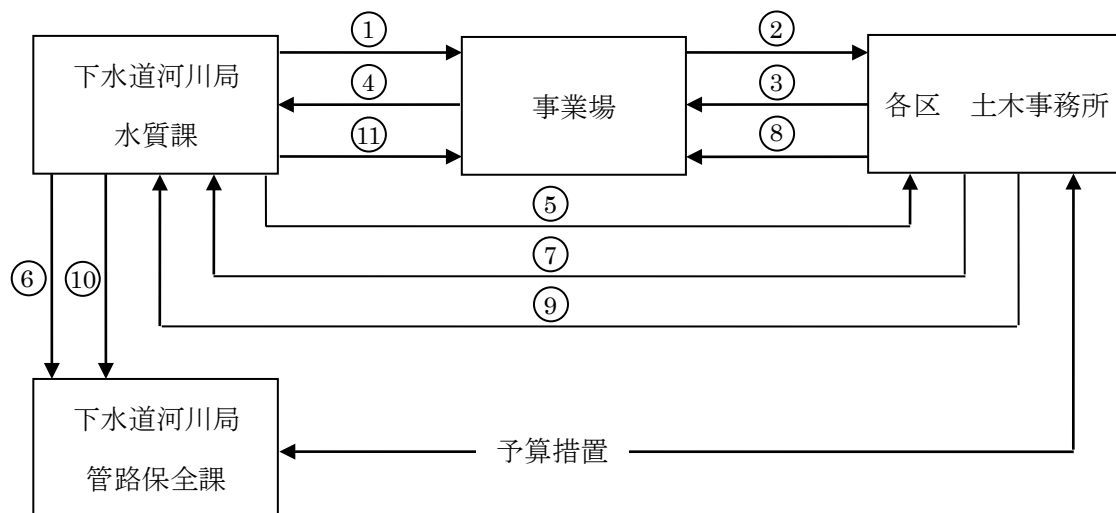 ①
②
下水道河川局
水質課
④
事業場
③
各区　土木事務所
⑪
⑧
⑤
⑦
⑥
⑩
⑨
下水道河川局
管路保全課
予算措置